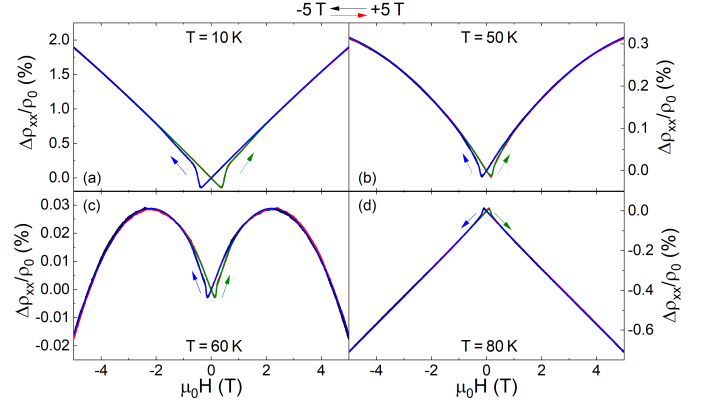 -5 T +5 T
T = 10 K
T = 50 K
2.0
1.5
1.0
0.5
0.0
Δρxx/ρ0 (%)
(a)
0.3
0.2
0.1
0.0
Δρxx/ρ0 (%)
(b)
(c)
0.03
0.02
0.01
0.00
-0.01
-0.02
Δρxx/ρ0 (%)
T = 60 K
(d)
0.0
-0.2
-0.4
-0.6
Δρxx/ρ0 (%)
T = 80 K
-4 -2 0 2 4
-4 -2 0 2 4
μ0H (T)
μ0H (T)